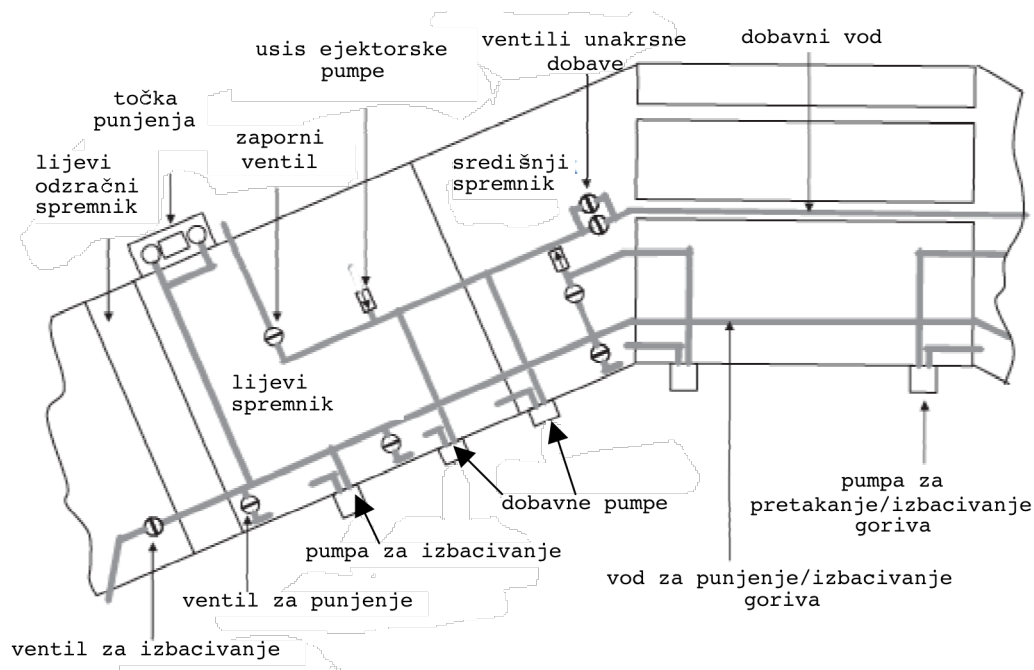 usis ejektorske
pumpe
ventili unakrsne
dobave
dobavni vod
točka
punjenja
zaporni
ventil
lijevi
odzračni
spremnik
središnji
spremnik
lijevi
spremnik
dobavne pumpe
pumpa za
pretakanje/izbacivanje
goriva
pumpa za izbacivanje
vod za punjenje/izbacivanje
goriva
ventil za punjenje
ventil za izbacivanje